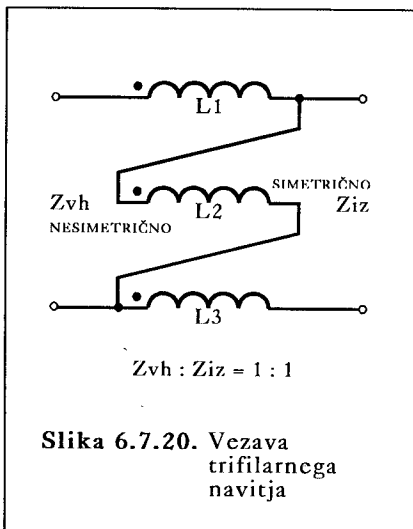 L1
Zvh
NESIMETRIČNO
L2
SIMETRIČNO
Ziz
L3
Zvh : Ziz = 1 : 1
Slika 6.7.20. Vezava
trifilarnega
navitja